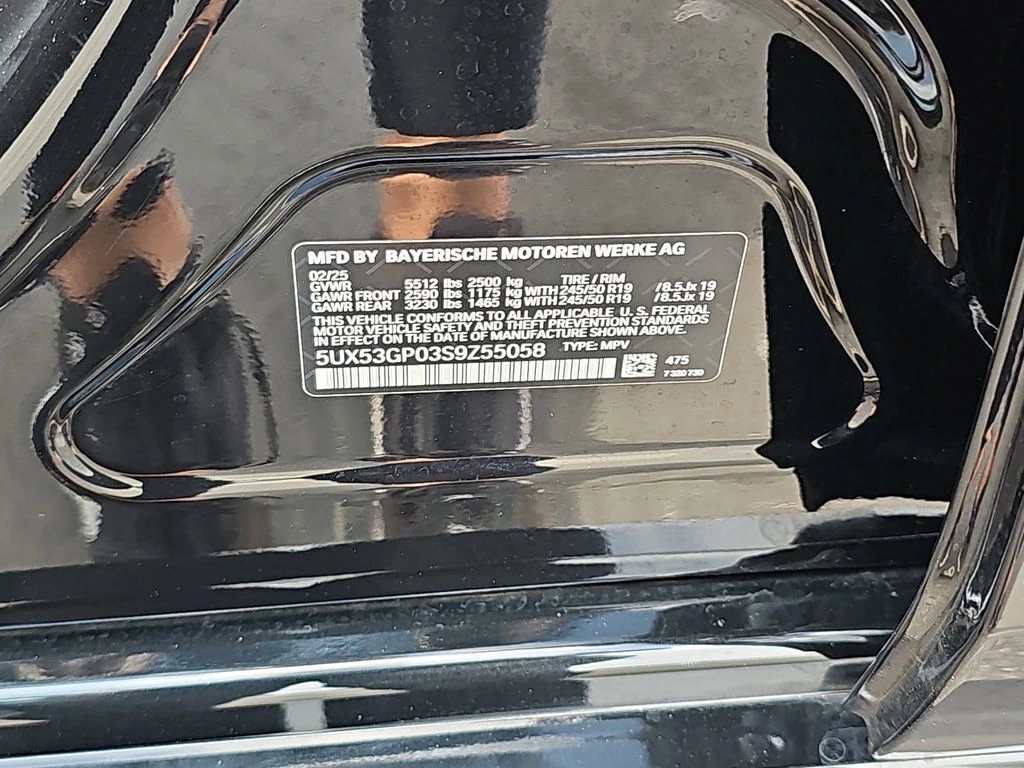 MFD BY BAYERISCHE MOTOREN WERKE AG
02/25
GVWR 5512 lbs 2500 kg TIRE / RIM
GAWR FRONT 2590 lbs 1175 kg WITH 245/50 R19 /8.5Jx 19
GAWR REAR 3230 lbs 1465 kg WITH 245/50 R19 /8.5Jx 19
THIS VEHICLE CONFORMS TO ALL APPLICABLE U. S. FEDERAL
MOTOR VEHICLE SAFETY AND THEFT PREVENTION STANDARDS
IN EFFECT ON THE DATE OF MANUFACTURE SHOWN ABOVE.
5UX53GP03S9Z55058 TYPE: MPV
475
7320730